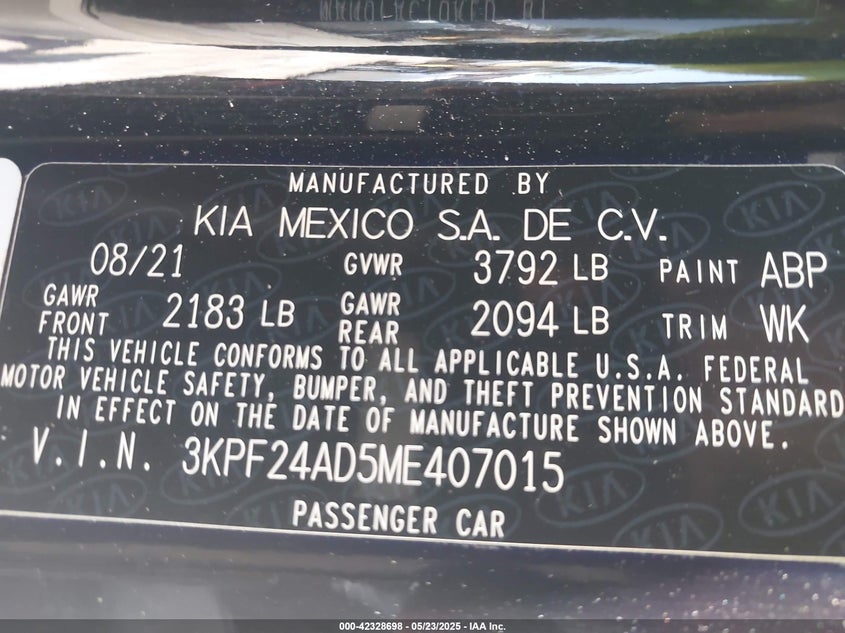 MANUFACTURED BY
KIA MEXICO S.A. DE C.V.
08/21 GVWR 3792 LB PAINT ABP
GAWR FRONT 2183 LB GAWR REAR 2094 LB TRIM WK
THIS VEHICLE CONFORMS TO ALL APPLICABLE U.S.A. FEDERAL
MOTOR VEHICLE SAFETY, BUMPER, AND THEFT PREVENTION STANDARD
IN EFFECT ON THE DATE OF MANUFACTURE SHOWN ABOVE.
V.I.N. 3KPF24AD5ME407015
PASSENGER CAR
000-42328698 - 05/23/2025 - IAA Inc.